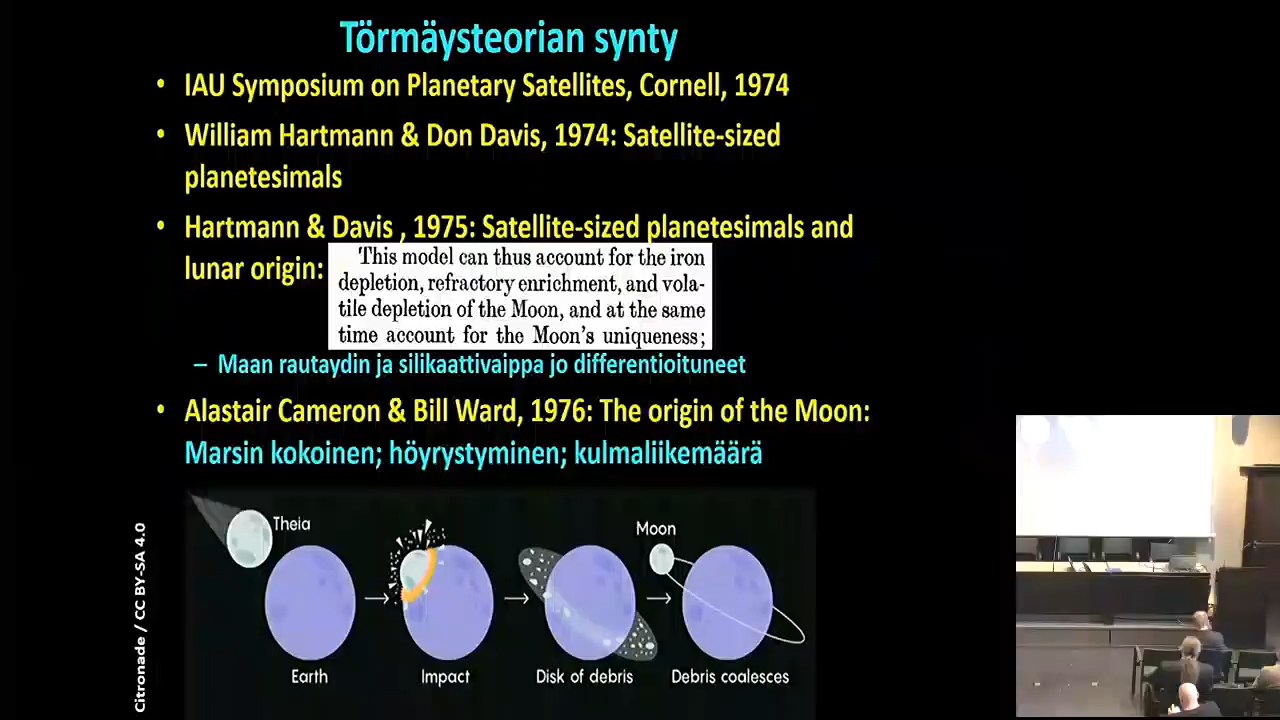 Törmäysteorian synty
• IAU Symposium on Planetary Satellites, Cornell, 1974
• William Hartmann & Don Davis, 1974: Satellite-sized
planetesimals
• Hartmann & Davis , 1975: Satellite-sized planetesimals and
lunar origin:
This model can thus account for the iron
depletion, refractory enrichment, and vola-
tile depletion of the Moon, and at the same
time account for the Moon's uniqueness;
– Maan rautaydin ja silikaattivaippa jo differentioituneet
• Alastair Cameron & Bill Ward, 1976: The origin of the Moon:
Marsin kokoinen; höyrystyminen; kulmaliikemäärä
Theia
Moon
Earth
Impact
Disk of debris
Debris coalesces
Citronade / CC BY-SA 4.0